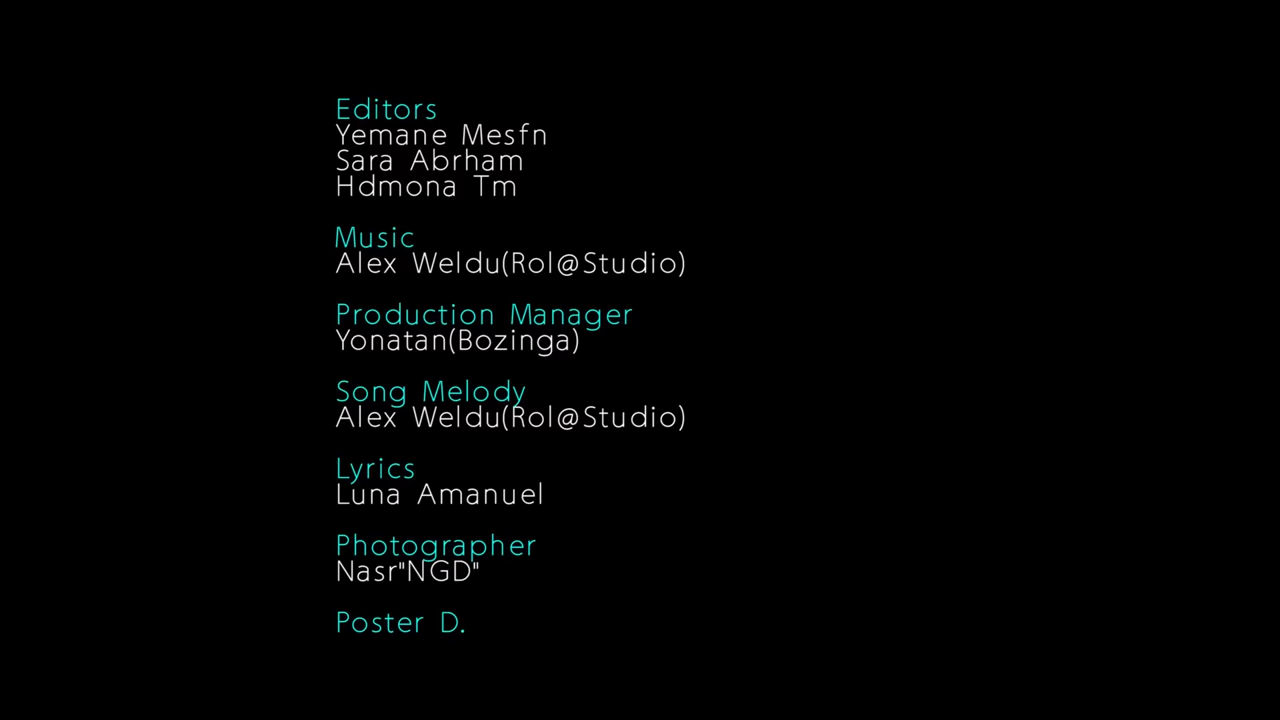 Editors
Yemane Mesfn
Sara Abrham
Hdmona Tm
Music
Alex Weldu(Rol@Studio)
Production Manager
Yonatan(Bozinga)
Song Melody
Alex Weldu(Rol@Studio)
Lyrics
Luna Amanuel
Photographer
Nasr"NGD"
Poster D.